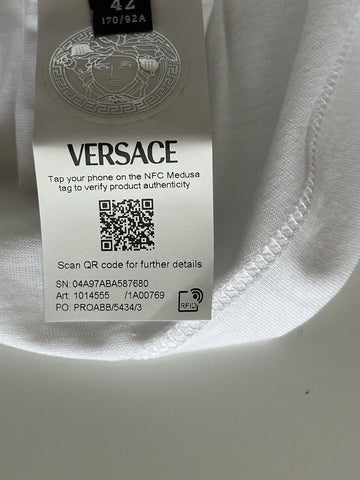 42
170/92A
VERSACE
Tap your phone on the NFC Medusa
tag to verify product authenticity
Scan QR code for further details
SN: 04A97ABA587680
Art: 1014555 /1A00769
PO: PROABB/5434/3
RFID